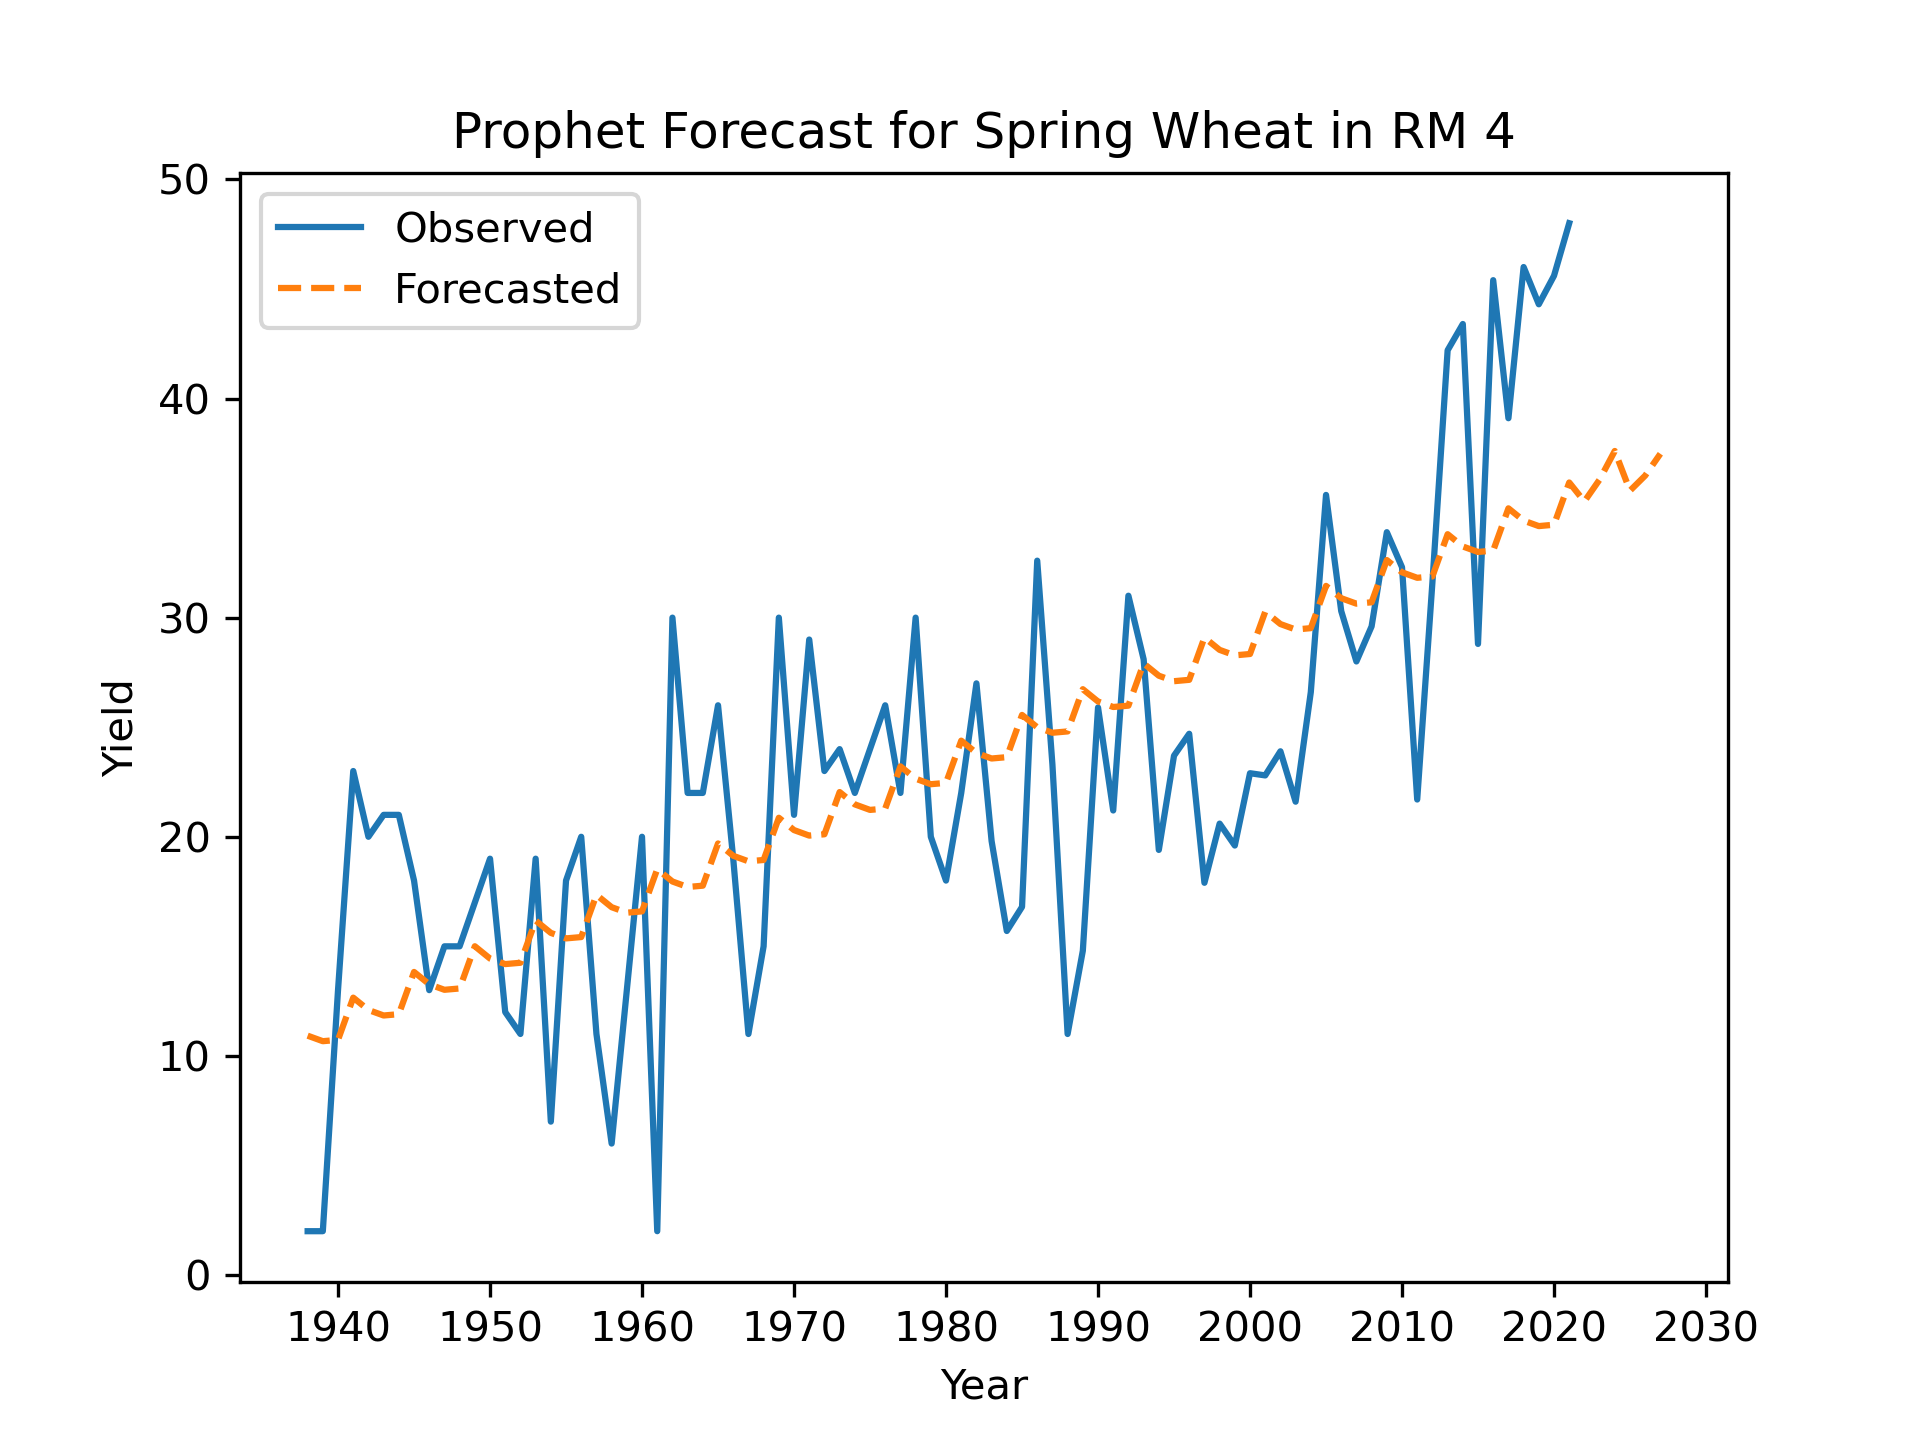 Prophet Forecast for Spring Wheat in RM 4
Observed
Forecasted
50
40
30
20
10
0
Yield
1940 1950 1960 1970 1980 1990 2000 2010 2020 2030
Year